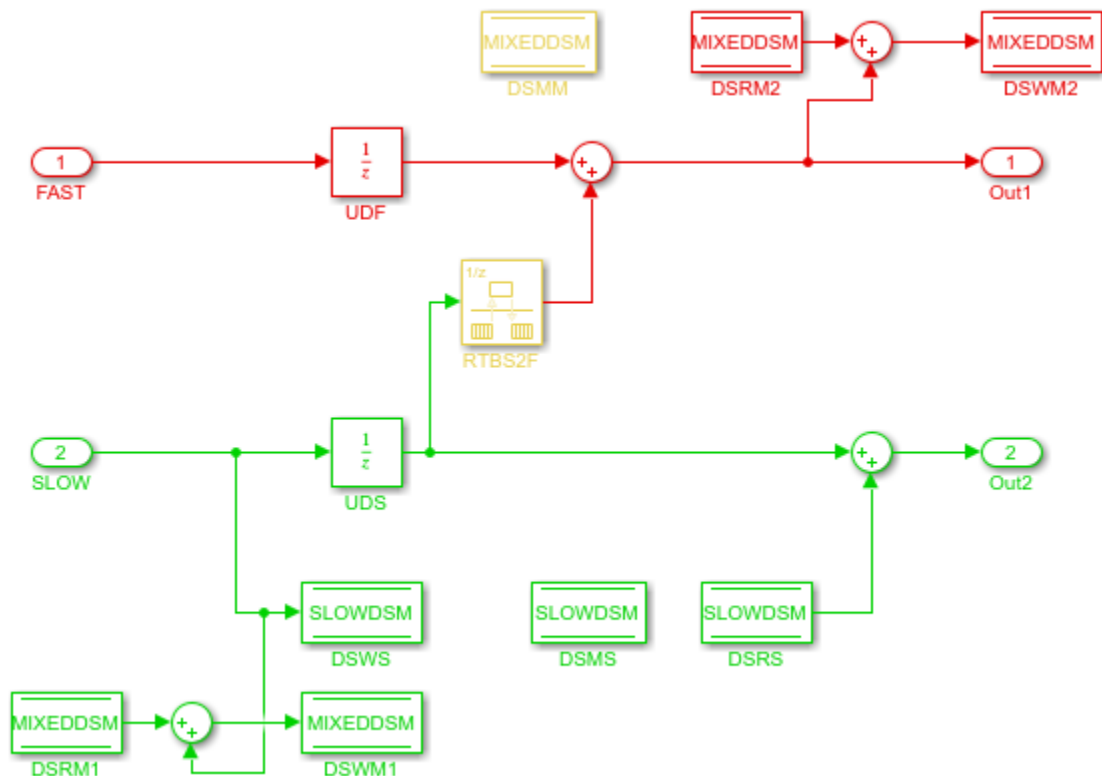 MIXEDDSM
DSMM
MIXEDDSM
DSRM2
+
+
MIXEDDSM
DSWM2
1
FAST
1
z
UDF
+
+
1
Out1
1/z
RTBS2F
2
SLOW
1
z
UDS
+
+
2
Out2
SLOWDSM
DSWS
SLOWDSM
DSMS
SLOWDSM
DSRS
MIXEDDSM
DSRM1
+
+
MIXEDDSM
DSWM1